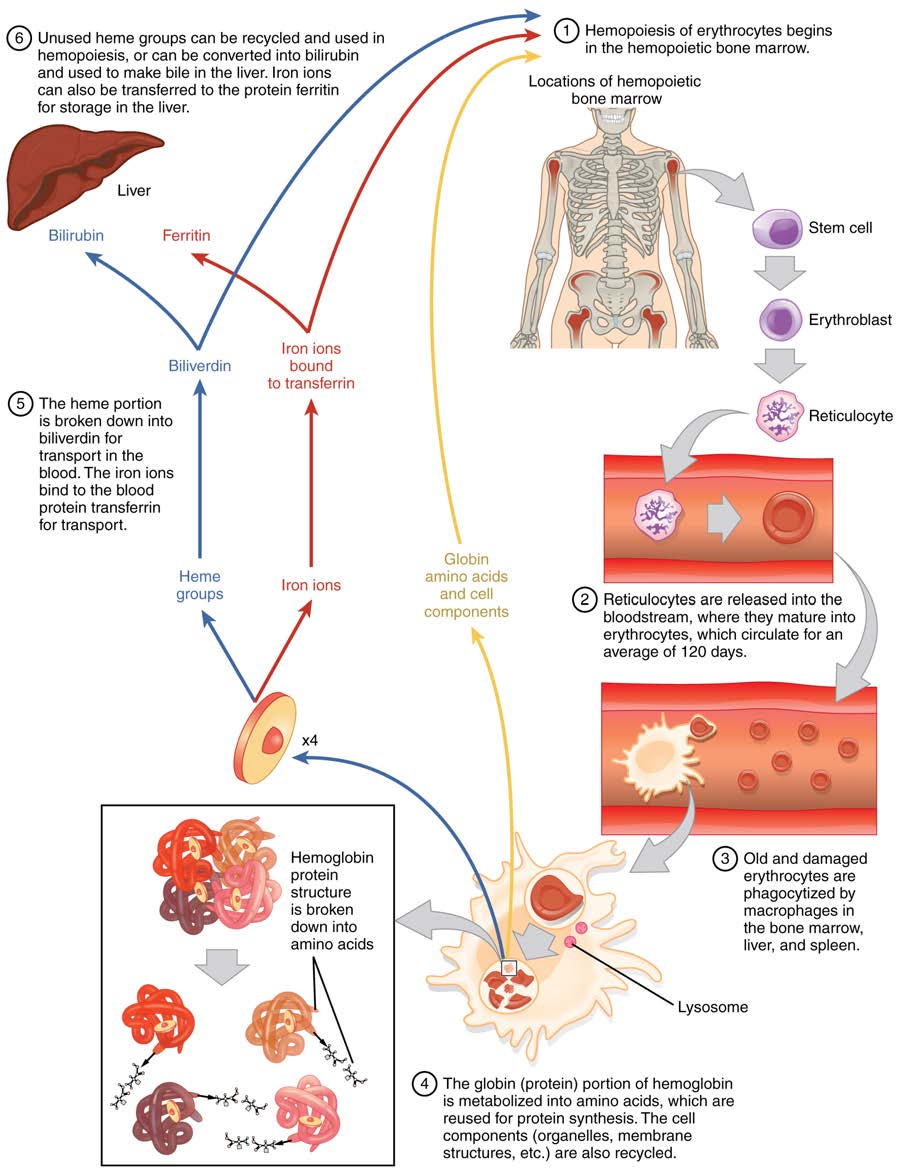 1 Hemopoiesis of erythrocytes begins
in the hemopoietic bone marrow.
Locations of hemopoietic
bone marrow
Stem cell
Erythroblast
Reticulocyte
2 Reticulocytes are released into the
bloodstream, where they mature into
erythrocytes, which circulate for an
average of 120 days.
3 Old and damaged
erythrocytes are
phagocytized by
macrophages in
the bone marrow,
liver, and spleen.
Lysosome
4 The globin (protein) portion of hemoglobin
is metabolized into amino acids, which are
reused for protein synthesis. The cell
components (organelles, membrane
structures, etc.) are also recycled.
Hemoglobin
protein
structure
is broken
down into
amino acids
x4
Globin
amino acids
and cell
components
Heme
groups
Iron ions
5 The heme portion
is broken down into
biliverdin for
transport in the
blood. The iron ions
bind to the blood
protein transferrin
for transport.
Biliverdin
Iron ions
bound
to transferrin
Bilirubin
Ferritin
Liver
6 Unused heme groups can be recycled and used in
hemopoiesis, or can be converted into bilirubin
and used to make bile in the liver. Iron ions
can also be transferred to the protein ferritin
for storage in the liver.